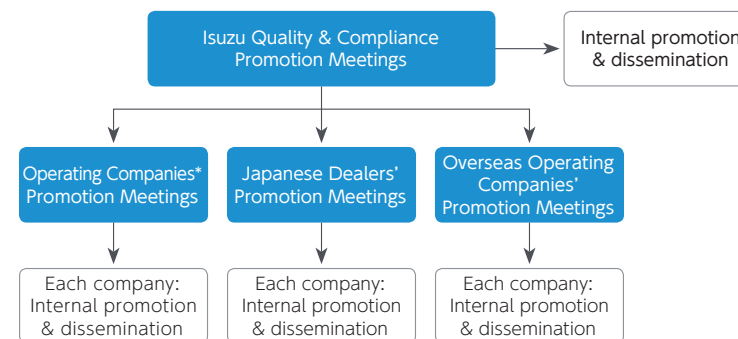 Isuzu Quality & Compliance
Promotion Meetings
Internal promotion
& dissemination
Operating Companies*
Promotion Meetings
Japanese Dealers’
Promotion Meetings
Overseas Operating
Companies’
Promotion Meetings
Each company:
Internal promotion
& dissemination
Each company:
Internal promotion
& dissemination
Each company:
Internal promotion
& dissemination